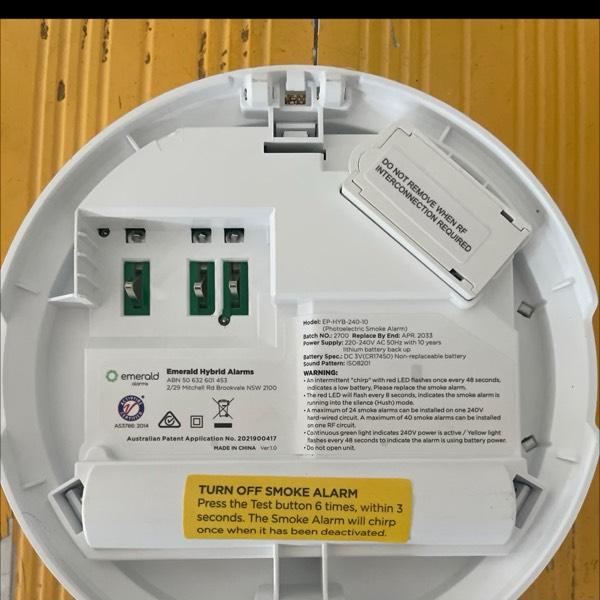 DO NOT REMOVE WHEN RF
INTERCONNECTION REQUIRED
Model: EP-HYB-240-10
(Photoelectric Smoke Alarm)
Batch NO.: 2700 Replace By End: APR. 2033
Power Supply: 220-240V AC 50Hz with 10 years
lithium battery back up
Battery Spec.: DC 3V(CR17450) Non-replaceable battery
Sound Pattern: ISO8201
WARNING:
• An intermittent "chirp" with red LED flashes once every 48 seconds,
indicates a low battery. Please replace the smoke alarm.
• The red LED will flash every 8 seconds, indicates the smoke alarm is
running into the silence (Hush) mode.
• A maximum of 24 smoke alarms can be installed on one 240V
hard-wired circuit. A maximum of 40 smoke alarms can be installed
on one RF circuit.
• Continuous green light indicates 240V power is active / Yellow light
flashes every 48 seconds to indicate the alarm is using battery power.
• Do not open unit.
emerald
alarms
Emerald Hybrid Alarms
ABN 50 632 601 453
2/29 Mitchell Rd Brookvale NSW 2100
AS3786: 2014
Australian Patent Application No. 2021900417
MADE IN CHINA Ver1.0
TURN OFF SMOKE ALARM
Press the Test button 6 times, within 3
seconds. The Smoke Alarm will chirp
once when it has been deactivated.